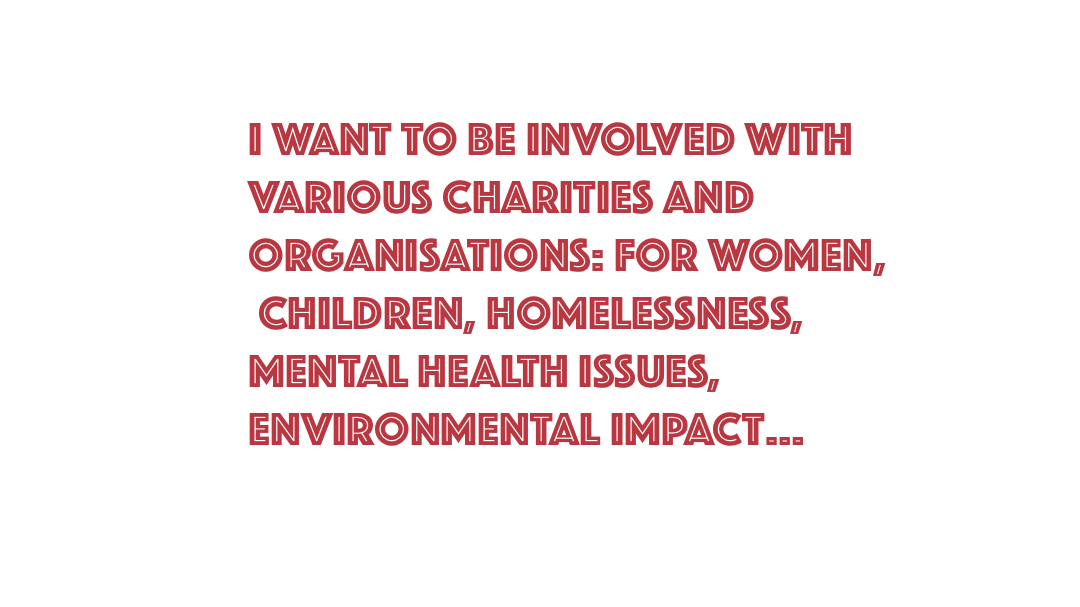 I WANT TO BE INVOLVED WITH
VARIOUS CHARITIES AND
ORGANISATIONS: FOR WOMEN,
CHILDREN, HOMELESSNESS,
MENTAL HEALTH ISSUES,
ENVIRONMENTAL IMPACT...